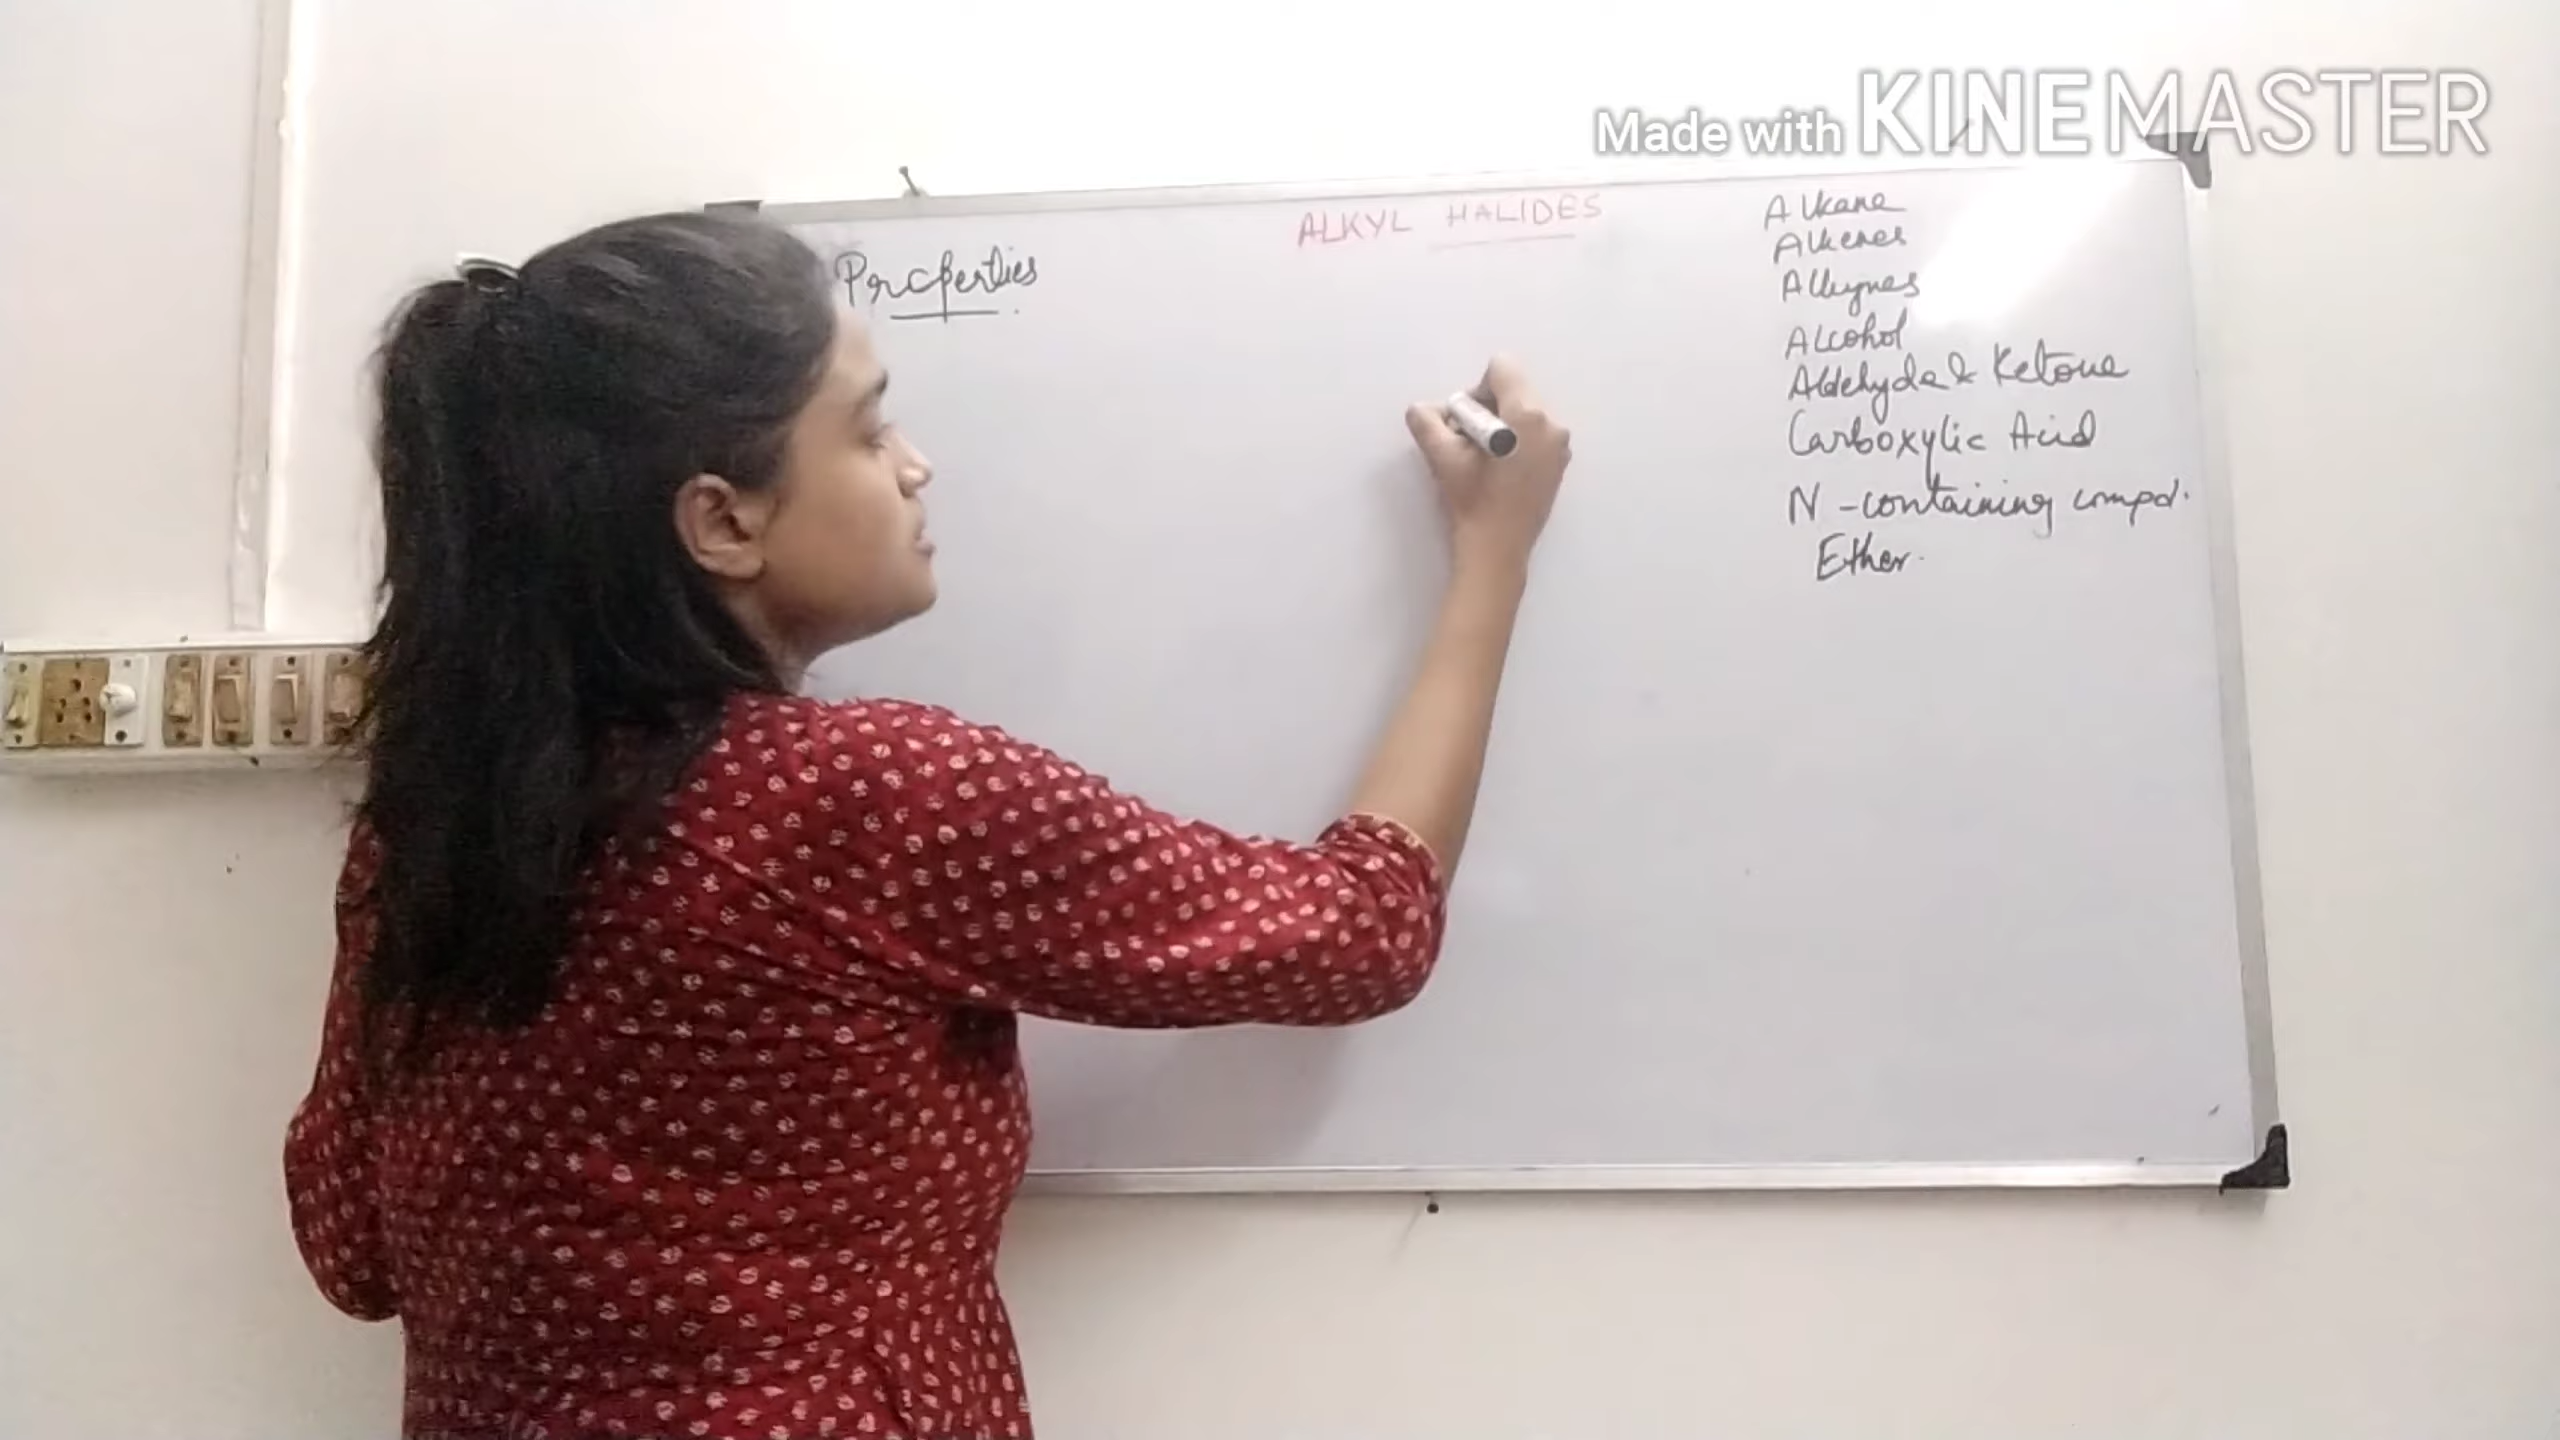 Made with KINEMASTER
ALKYL HALIDES
Properties.
Alkane
Alkenes
Alkynes
Alcohol
Aldehyde & Ketone
Carboxylic Acid
N-containing compd.
Ether.